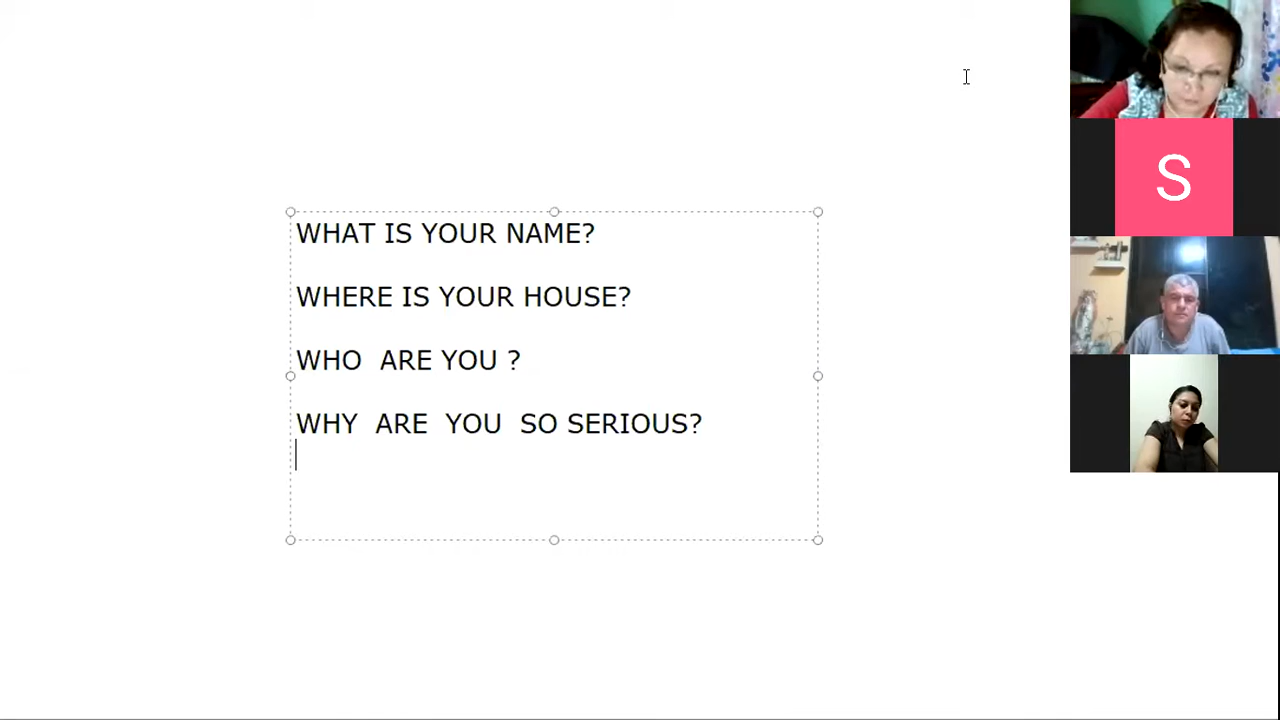 WHAT IS YOUR NAME?
WHERE IS YOUR HOUSE?
WHO  ARE YOU ?
WHY  ARE  YOU  SO SERIOUS?
S